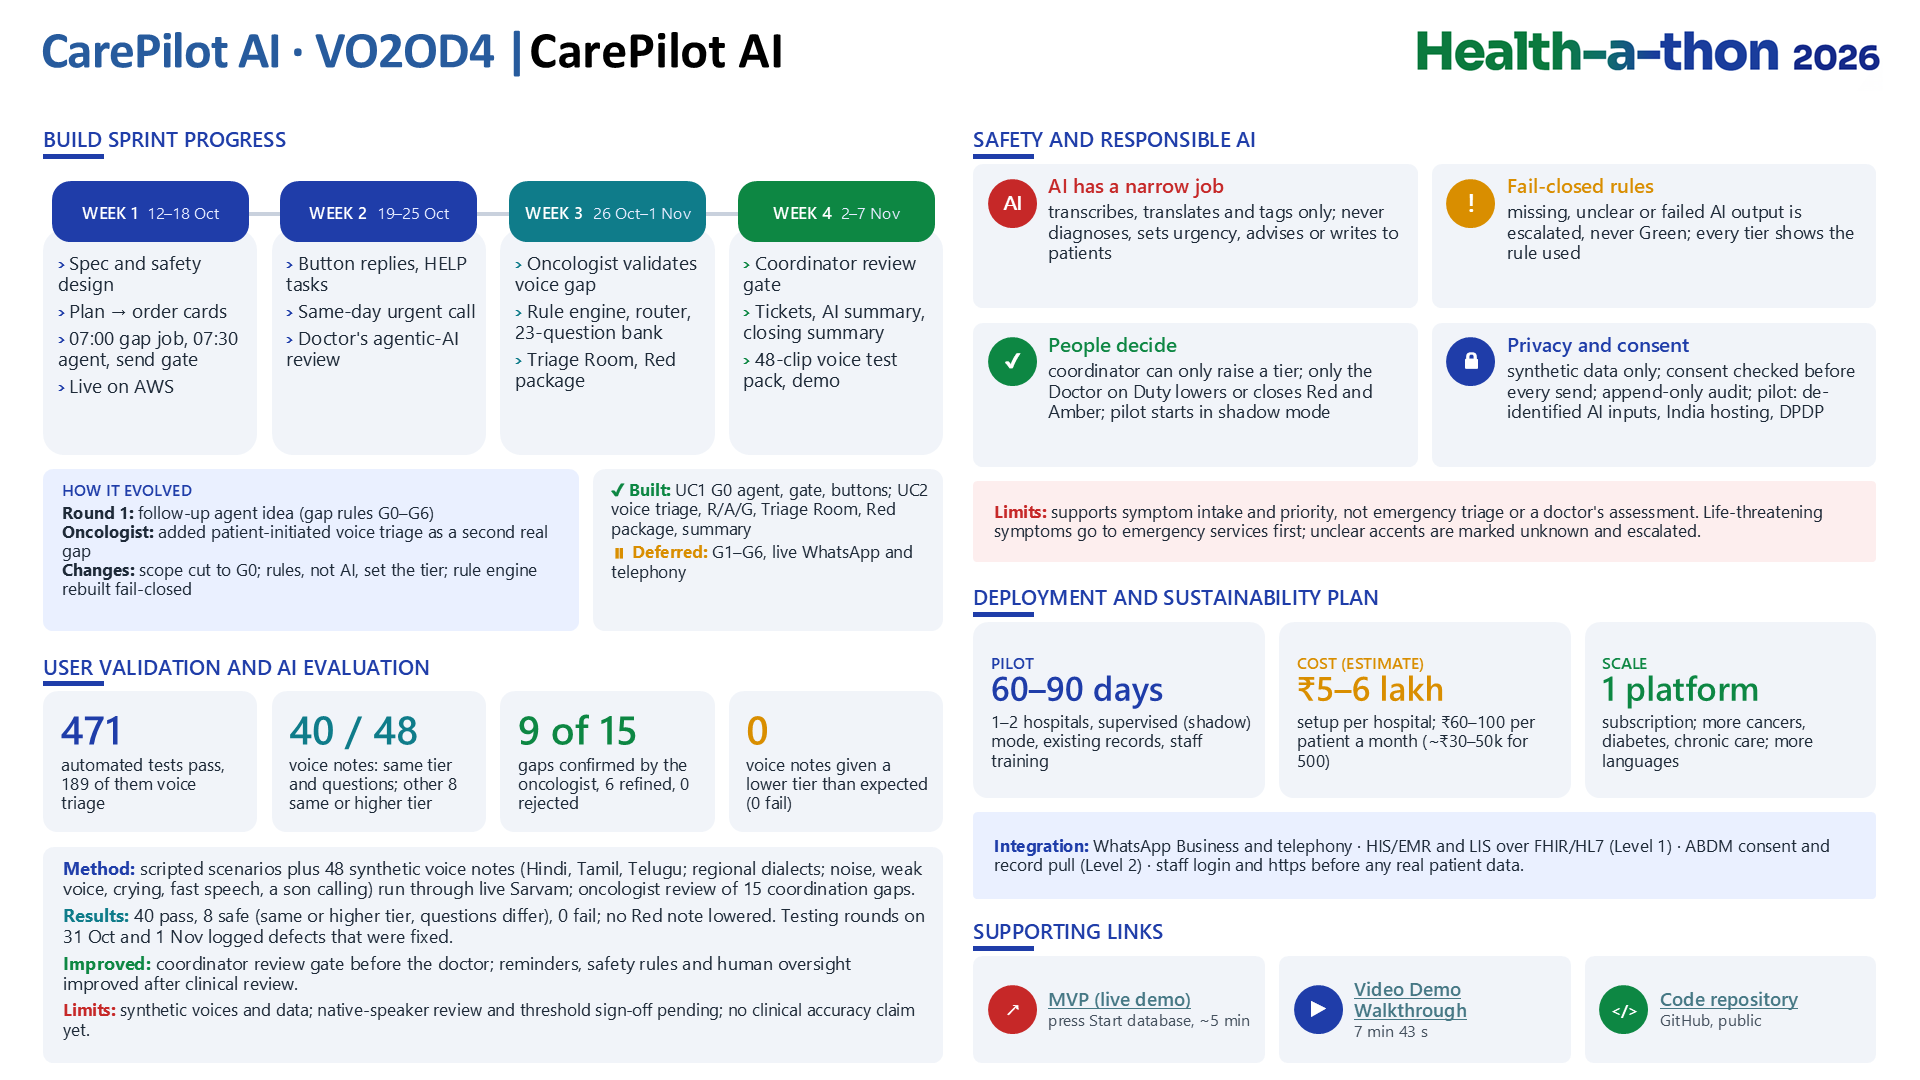 CarePilot AI · VO2OD4 | CarePilot AI
Health-a-thon 2026
BUILD SPRINT PROGRESS
WEEK 1 12–18 Oct
› Spec and safety
design
› Plan → order cards
› 07:00 gap job, 07:30
agent, send gate
› Live on AWS
WEEK 2 19–25 Oct
› Button replies, HELP
tasks
› Same-day urgent call
› Doctor's agentic-AI
review
WEEK 3 26 Oct–1 Nov
› Oncologist validates
voice gap
› Rule engine, router,
23-question bank
› Triage Room, Red
package
WEEK 4 2–7 Nov
› Coordinator review
gate
› Tickets, AI summary,
closing summary
› 48-clip voice test
pack, demo
HOW IT EVOLVED
Round 1: follow-up agent idea (gap rules G0–G6)
Oncologist: added patient-initiated voice triage as a second real
gap
Changes: scope cut to G0; rules, not AI, set the tier; rule engine
rebuilt fail-closed
✔ Built: UC1 G0 agent, gate, buttons; UC2
voice triage, R/A/G, Triage Room, Red
package, summary
⏸ Deferred: G1–G6, live WhatsApp and
telephony
USER VALIDATION AND AI EVALUATION
471
automated tests pass,
189 of them voice
triage
40 / 48
voice notes: same tier
and questions; other 8
same or higher tier
9 of 15
gaps confirmed by the
oncologist, 6 refined, 0
rejected
0
voice notes given a
lower tier than expected
(0 fail)
Method: scripted scenarios plus 48 synthetic voice notes (Hindi, Tamil, Telugu; regional dialects; noise, weak
voice, crying, fast speech, a son calling) run through live Sarvam; oncologist review of 15 coordination gaps.
Results: 40 pass, 8 safe (same or higher tier, questions differ), 0 fail; no Red note lowered. Testing rounds on
31 Oct and 1 Nov logged defects that were fixed.
Improved: coordinator review gate before the doctor; reminders, safety rules and human oversight
improved after clinical review.
Limits: synthetic voices and data; native-speaker review and threshold sign-off pending; no clinical accuracy claim
yet.
SAFETY AND RESPONSIBLE AI
AI
AI has a narrow job
transcribes, translates and tags only; never
diagnoses, sets urgency, advises or writes to
patients
!
Fail-closed rules
missing, unclear or failed AI output is
escalated, never Green; every tier shows the
rule used
✔
People decide
coordinator can only raise a tier; only the
Doctor on Duty lowers or closes Red and
Amber; pilot starts in shadow mode
Privacy and consent
synthetic data only; consent checked before
every send; append-only audit; pilot: de-
identified AI inputs, India hosting, DPDP
Limits: supports symptom intake and priority, not emergency triage or a doctor's assessment. Life-threatening
symptoms go to emergency services first; unclear accents are marked unknown and escalated.
DEPLOYMENT AND SUSTAINABILITY PLAN
PILOT
60–90 days
1–2 hospitals, supervised (shadow)
mode, existing records, staff
training
COST (ESTIMATE)
₹5–6 lakh
setup per hospital; ₹60–100 per
patient a month (~₹30–50k for
500)
SCALE
1 platform
subscription; more cancers,
diabetes, chronic care; more
languages
Integration: WhatsApp Business and telephony · HIS/EMR and LIS over FHIR/HL7 (Level 1) · ABDM consent and
record pull (Level 2) · staff login and https before any real patient data.
SUPPORTING LINKS
↗
MVP (live demo)
press Start database, ~5 min
▶
Video Demo
Walkthrough
7 min 43 s
</>
Code repository
GitHub, public